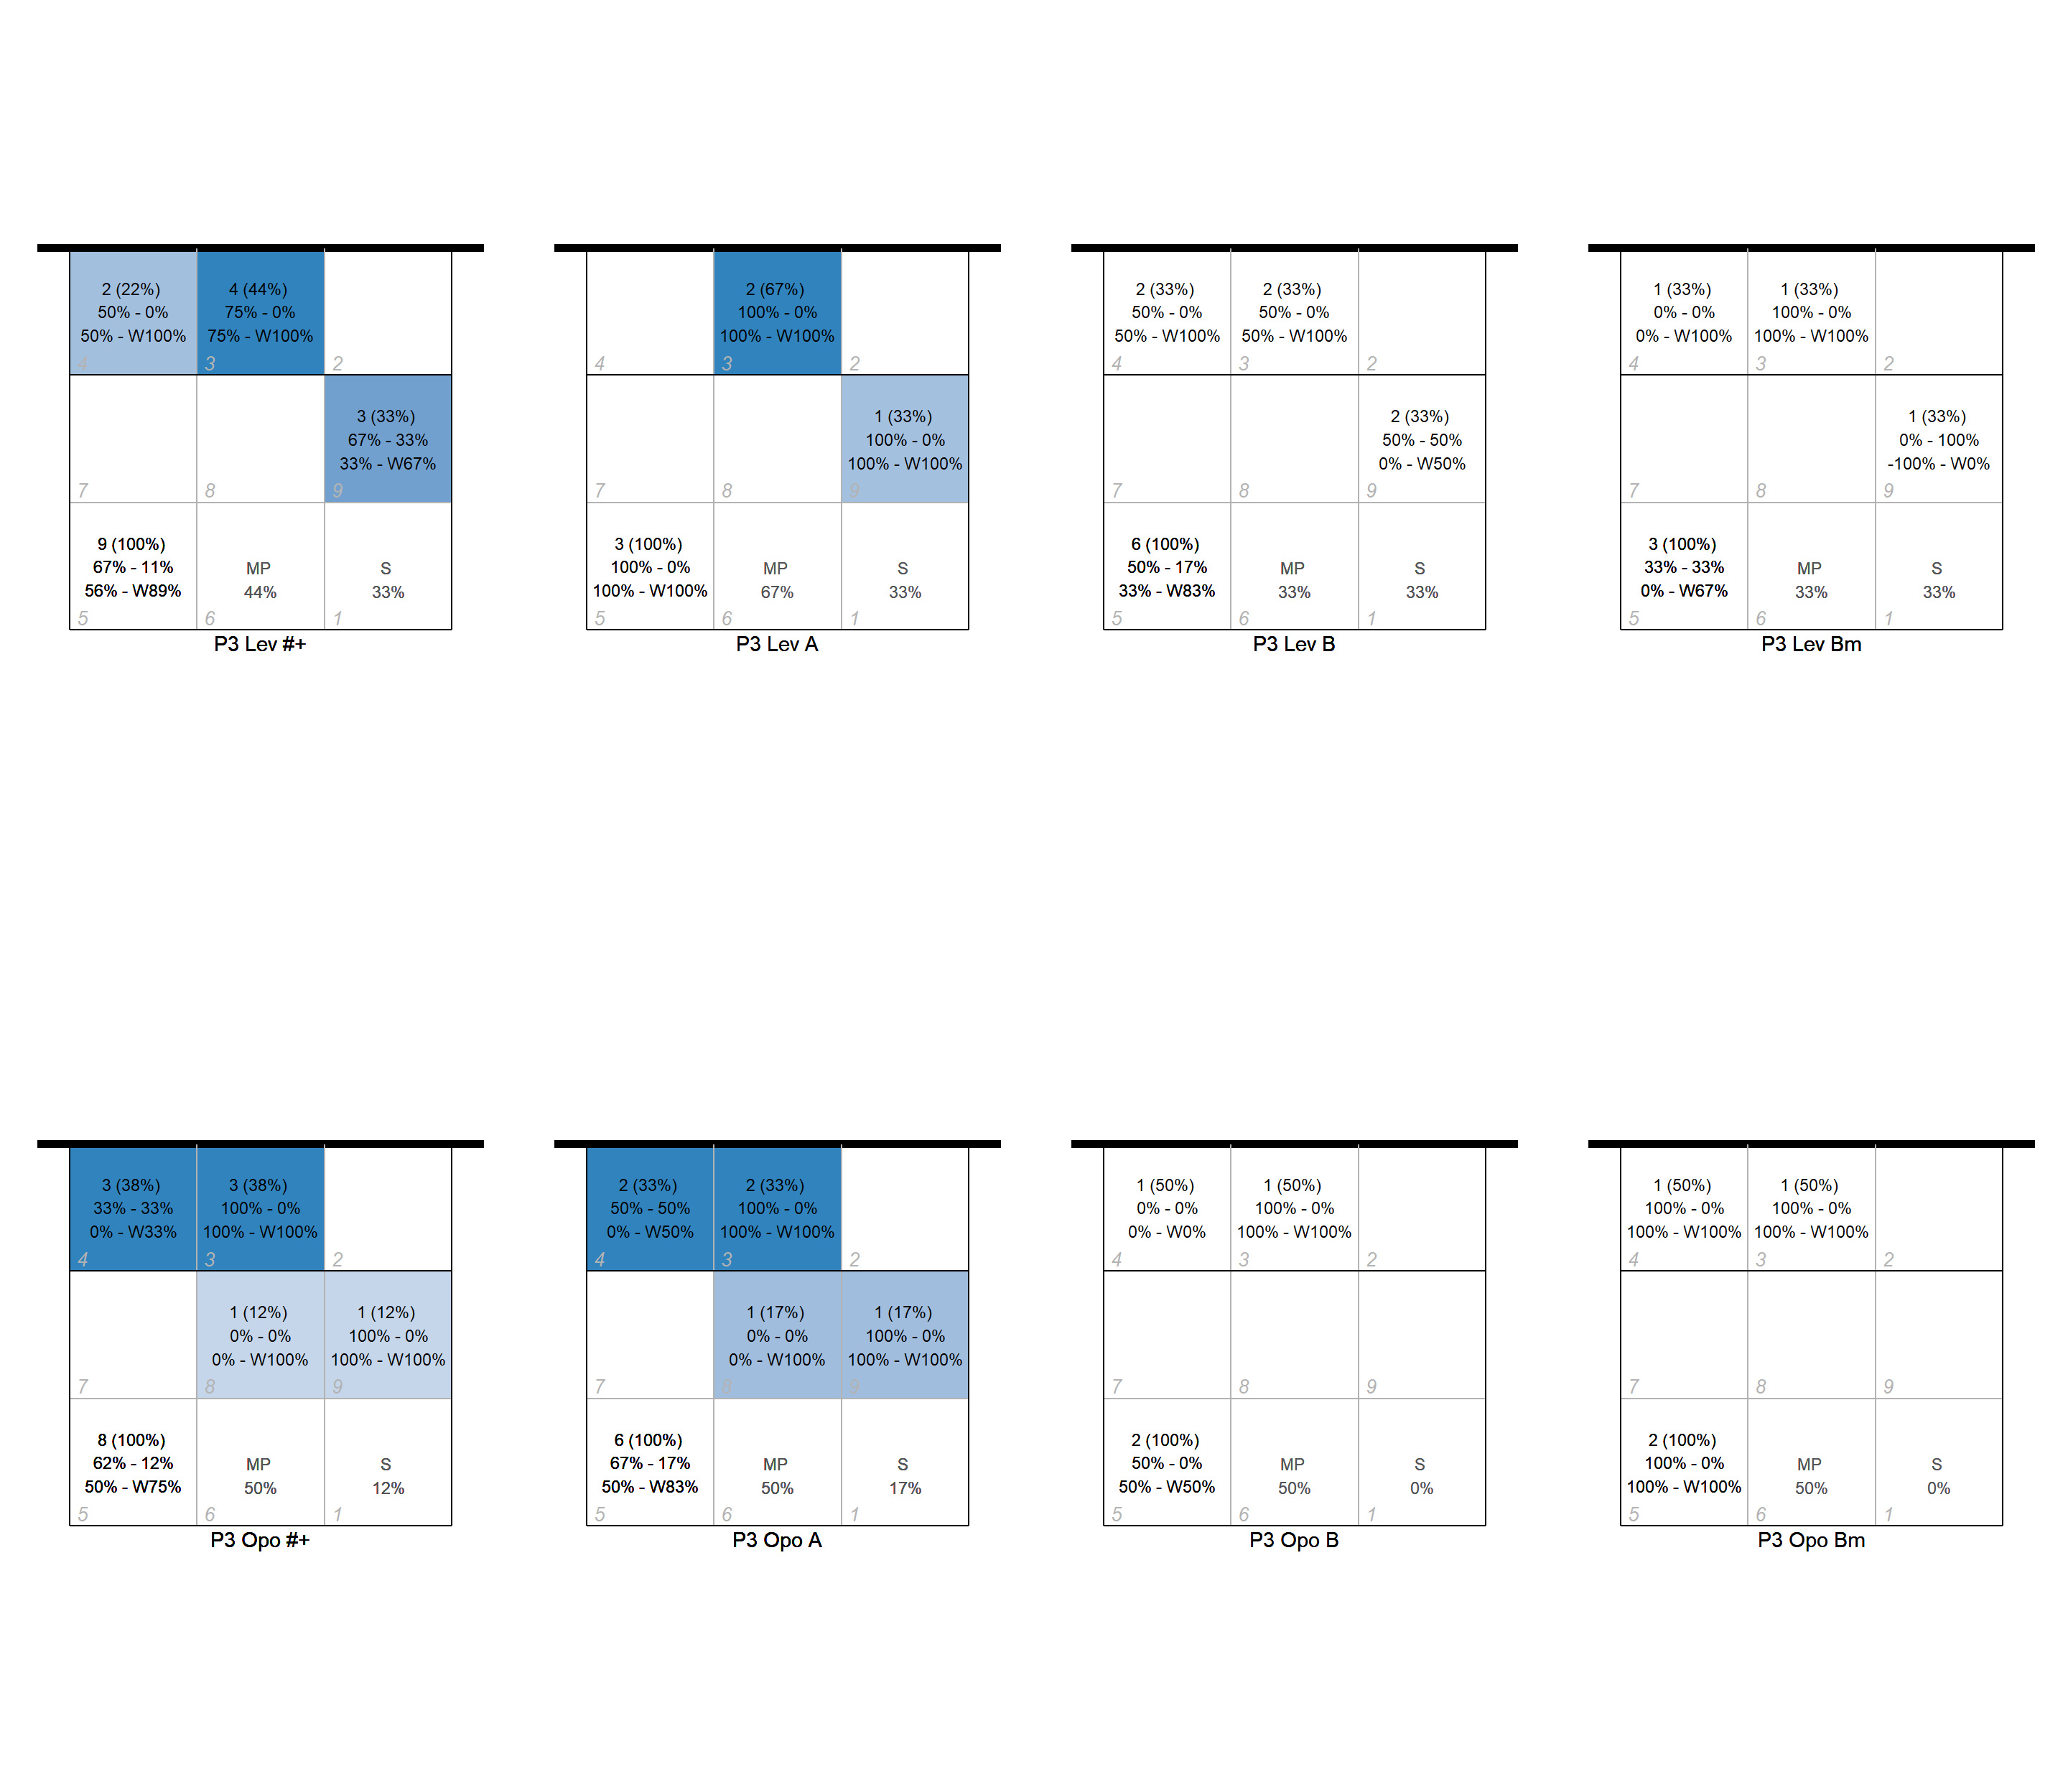 2 (22%)
50% - 0%
50% - W100%
4
4 (44%)
75% - 0%
75% - W100%
3
2
7
8
3 (33%)
67% - 33%
33% - W67%
9
9 (100%)
67% - 11%
56% - W89%
5
MP
44%
6
S
33%
1
P3 Lev #+
4
2 (67%)
100% - 0%
100% - W100%
3
2
7
8
1 (33%)
100% - 0%
100% - W100%
9
3 (100%)
100% - 0%
100% - W100%
5
MP
67%
6
S
33%
1
P3 Lev A
2 (33%)
50% - 0%
50% - W100%
4
2 (33%)
50% - 0%
50% - W100%
3
2
7
8
2 (33%)
50% - 50%
0% - W50%
9
6 (100%)
50% - 17%
33% - W83%
5
MP
33%
6
S
33%
1
P3 Lev B
1 (33%)
0% - 0%
0% - W100%
4
1 (33%)
100% - 0%
100% - W100%
3
2
7
8
1 (33%)
0% - 100%
-100% - W0%
9
3 (100%)
33% - 33%
0% - W67%
5
MP
33%
6
S
33%
1
P3 Lev Bm
3 (38%)
33% - 33%
0% - W33%
4
3 (38%)
100% - 0%
100% - W100%
3
2
7
1 (12%)
0% - 0%
0% - W100%
8
1 (12%)
100% - 0%
100% - W100%
9
8 (100%)
62% - 12%
50% - W75%
5
MP
50%
6
S
12%
1
P3 Opo #+
2 (33%)
50% - 50%
0% - W50%
4
2 (33%)
100% - 0%
100% - W100%
3
2
7
1 (17%)
0% - 0%
0% - W100%
8
1 (17%)
100% - 0%
100% - W100%
9
6 (100%)
67% - 17%
50% - W83%
5
MP
50%
6
S
17%
1
P3 Opo A
1 (50%)
0% - 0%
0% - W0%
4
1 (50%)
100% - 0%
100% - W100%
3
2
7
8
9
2 (100%)
50% - 0%
50% - W50%
5
MP
50%
6
S
0%
1
P3 Opo B
1 (50%)
100% - 0%
100% - W100%
4
1 (50%)
100% - 0%
100% - W100%
3
2
7
8
9
2 (100%)
100% - 0%
100% - W100%
5
MP
50%
6
S
0%
1
P3 Opo Bm